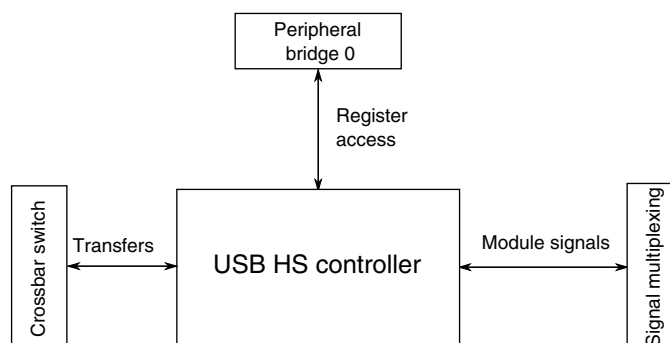 Peripheral
bridge 0
Register
access
Crossbar switch
Transfers
USB HS controller
Module signals
Signal multiplexing